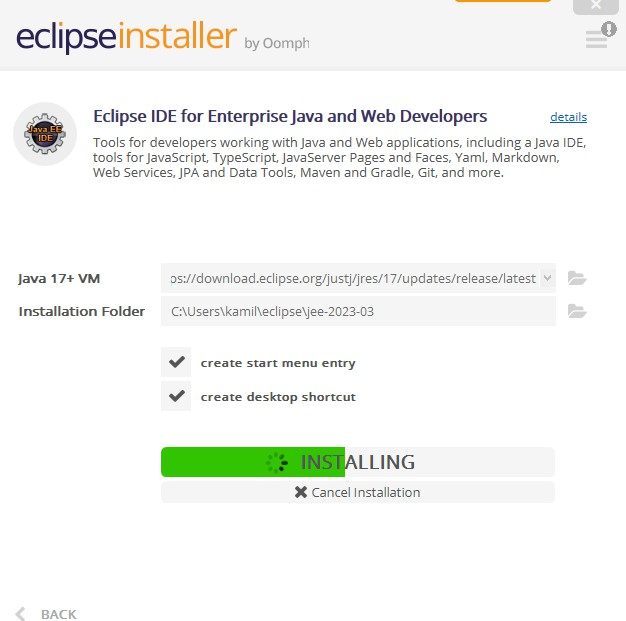 eclipseinstaller by Oomph
Eclipse IDE for Enterprise Java and Web Developers details
Java EE
IDE
Tools for developers working with Java and Web applications, including a Java IDE,
tools for JavaScript, TypeScript, JavaServer Pages and Faces, Yaml, Markdown,
Web Services, JPA and Data Tools, Maven and Gradle, Git, and more.
Java 17+ VM ps://download.eclipse.org/justj/jres/17/updates/release/latest
Installation Folder C:\Users\kamil\eclipse\jee-2023-03
create start menu entry
create desktop shortcut
INSTALLING
Cancel Installation
BACK